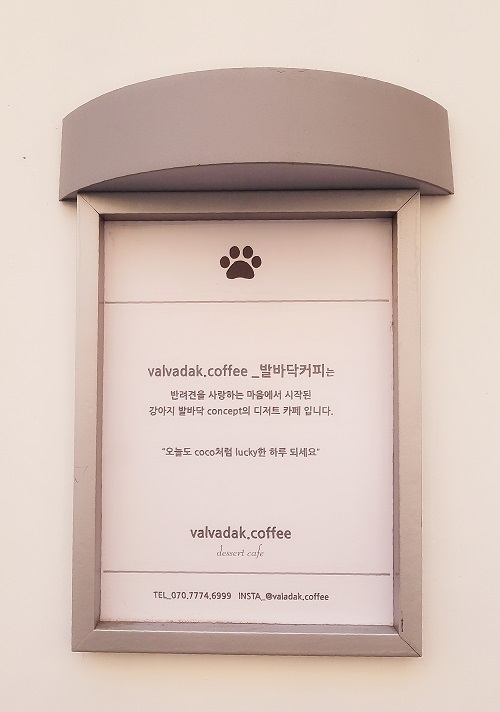 valvadak.coffee _발바닥커피는
반려견을 사랑하는 마음에서 시작된
강아지 발바닥 concept의 디저트 카페 입니다.
"오늘도 coco처럼 lucky한 하루 되세요"
valvadak.coffee
dessert cafe
TEL_070.7774.6999 INSTA_@valadak.coffee